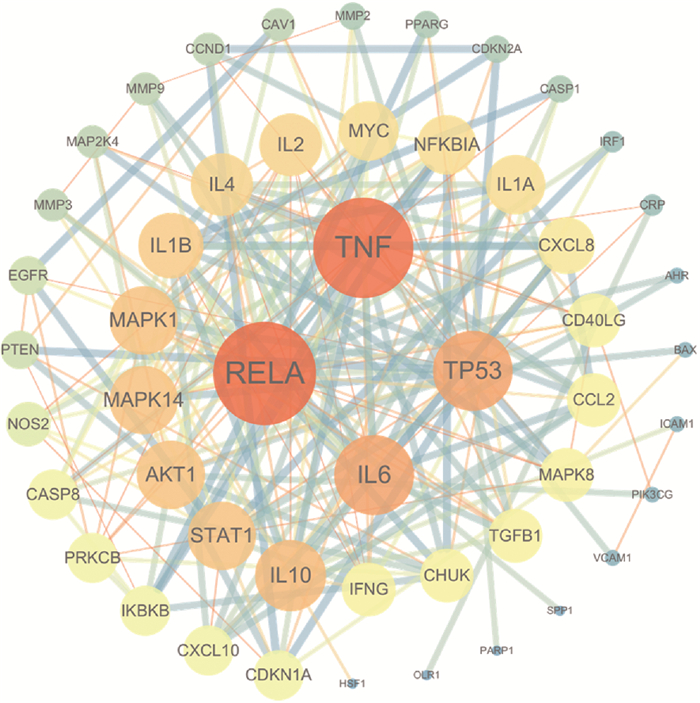 MMP2
CAV1
PPARG
CCND1
CDKN2A
MMP9
CASP1
IL2
MYC
NFKBIA
MAP2K4
IRF1
IL4
IL1A
MMP3
CRP
IL1B
TNF
CXCL8
EGFR
AHR
MAPK1
CD40LG
PTEN
BAX
RELA
TP53
MAPK14
CCL2
NOS2
ICAM1
AKT1
IL6
MAPK8
CASP8
PIK3CG
STAT1
TGFB1
PRKCB
VCAM1
IL10
IFNG
CHUK
IKBKB
SPP1
CXCL10
PARP1
CDKN1A
OLR1
HSF1